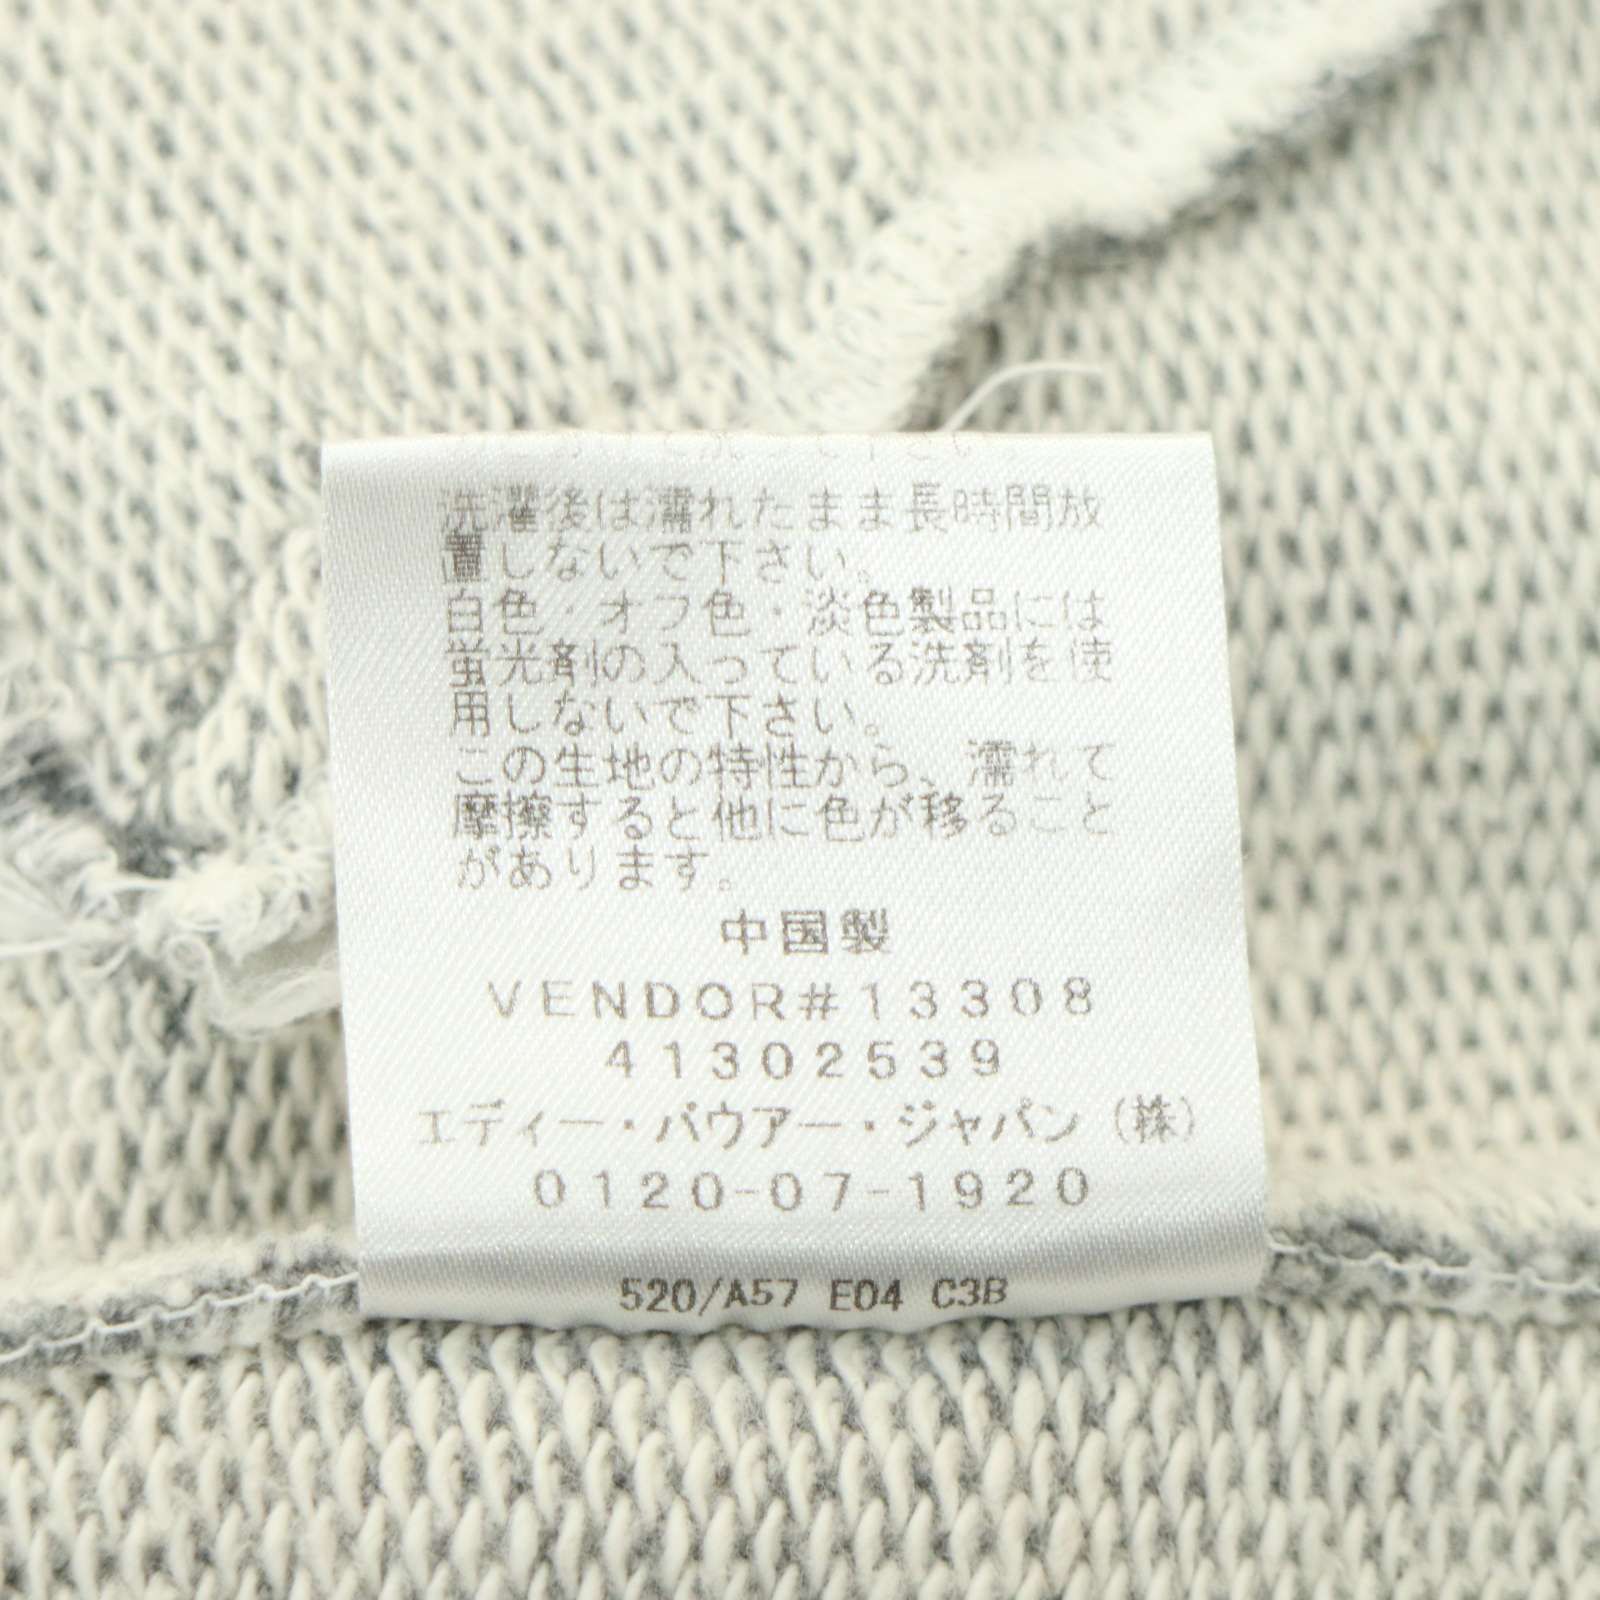 洗濯後は濡れたまま長時間放
置しないで下さい。
白色・オフ色・淡色製品には
蛍光剤の入っている洗剤を使
用しないで下さい。
この生地の特性から、濡れて
摩擦すると他に色が移ること
があります。
中国製
VENDOR#13308
41302539
エディー・バウアー・ジャパン(株)
0120-07-1920
520/A57 E04 C3B